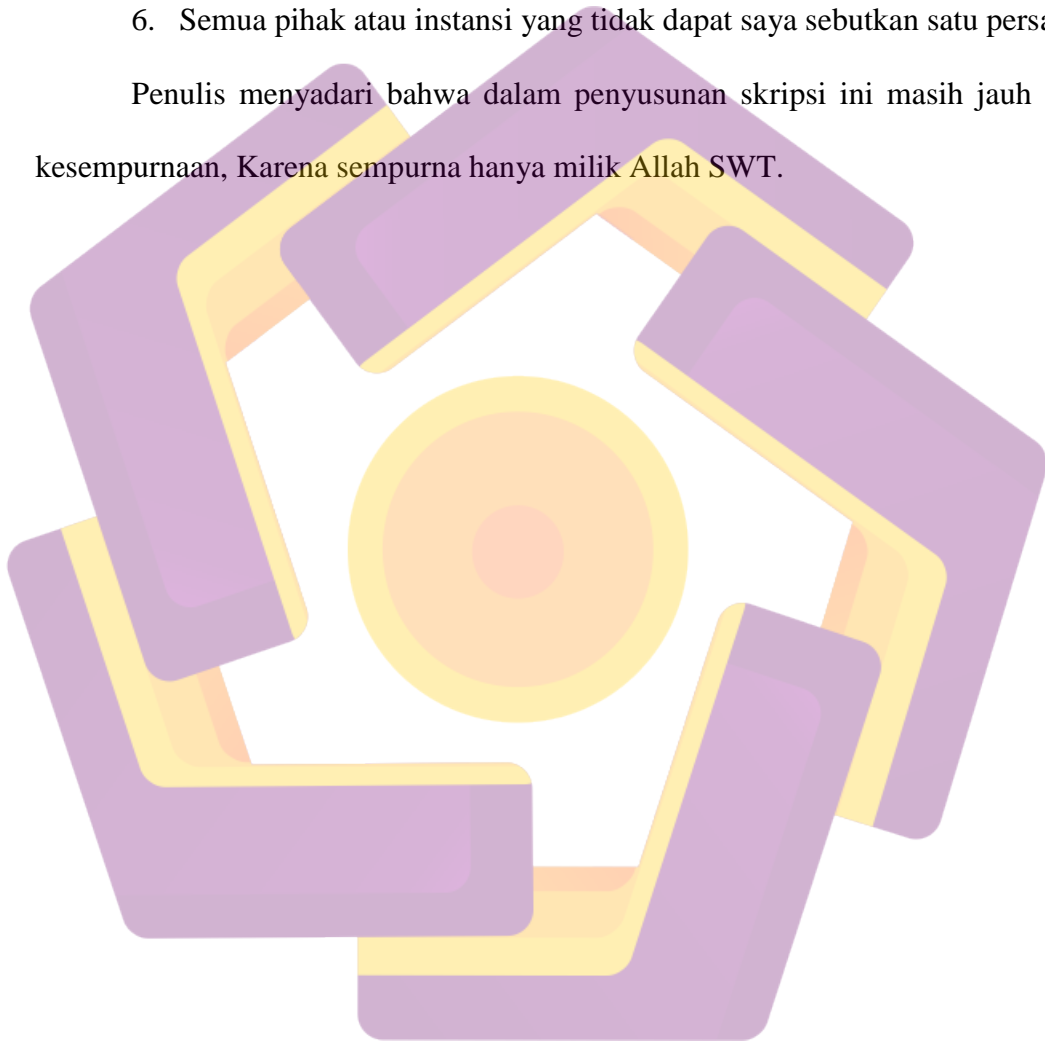 6. Semua pihak atau instansi yang tidak dapat saya sebutkan satu
Penulis menyadari bahwa dalam penyusunan skripsi ini masih jauh
kesempurnaan, Karena sempurna hanya milik Allah SWT.